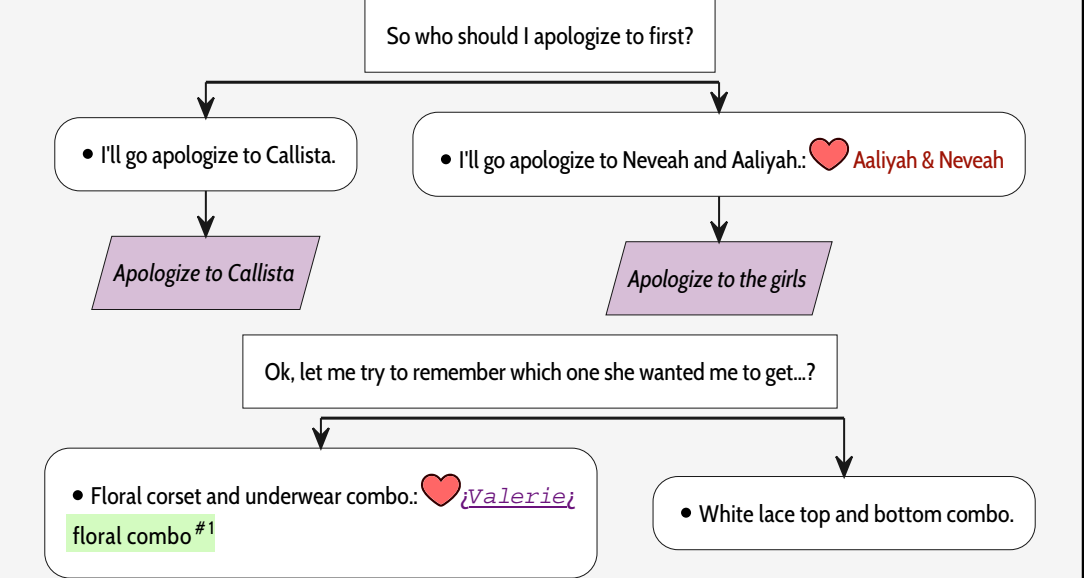 So who should I apologize to first?
• I'll go apologize to Callista.
• I'll go apologize to Neveah and Aaliyah.: Aaliyah & Neveah
Apologize to Callista
Apologize to the girls
Ok, let me try to remember which one she wanted me to get...?
• Floral corset and underwear combo.: ¿Valerie¿
floral combo #1
• White lace top and bottom combo.